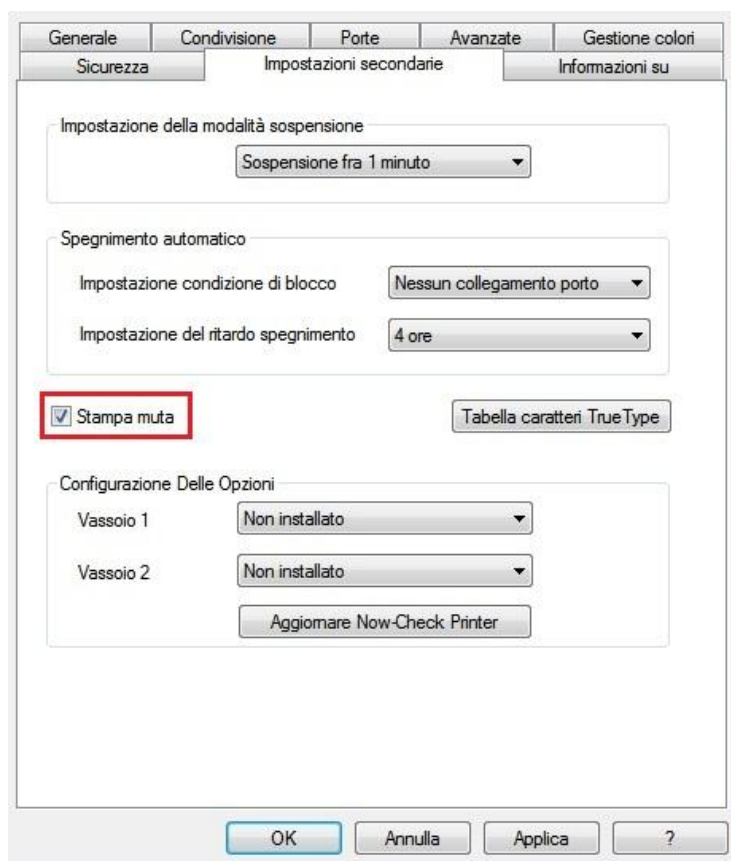 Generale Condivisione Porte Avanzate Gestione colori
Sicurezza Impostazioni secondarie Informazioni su
Impostazione della modalità sospensione
Sospensione fra 1 minuto
Spegnimento automatico
Impostazione condizione di blocco Nessun collegamento porto
Impostazione del ritardo spegnimento 4 ore
Stampa muta Tabella caratteri TrueType
Configurazione Delle Opzioni
Vassoio 1 Non installato
Vassoio 2 Non installato
Aggiornare Now-Check Printer
OK Annulla Applica ?